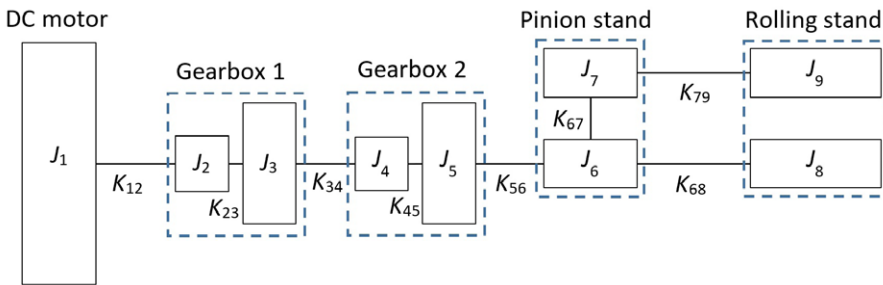 DC motor
Gearbox 1
Gearbox 2
Pinion stand
Rolling stand
J₁
K₁₂
J₂
K₂₃
J₃
K₃₄
J₄
K₄₅
J₅
K₅₆
J₇
K₆₇
J₆
K₇₉
K₆₈
J₉
J₈